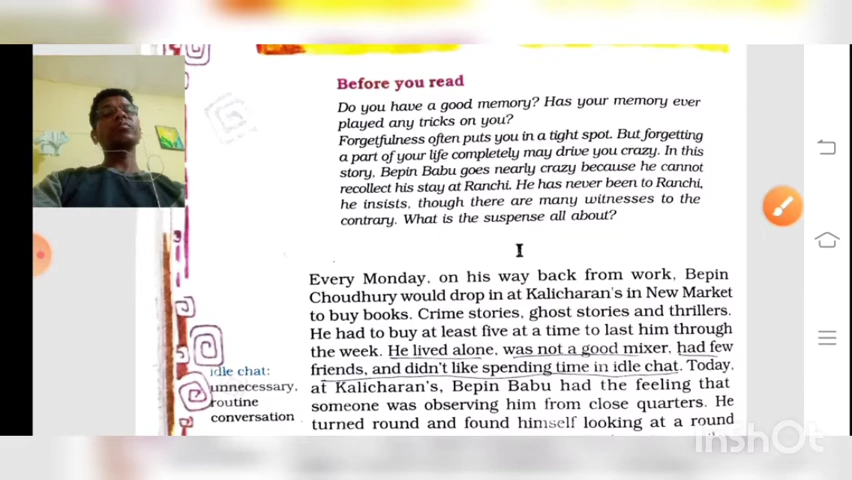 Before you read
Do you have a good memory? Has your memory ever
played any tricks on you?
Forgetfulness often puts you in a tight spot. But forgetting
a part of your life completely may drive you crazy. In this
story, Bepin Babu goes nearly crazy because he cannot
recollect his stay at Ranchi. He has never been to Ranchi,
he insists, though there are many witnesses to the
contrary. What is the suspense all about?
I
Every Monday, on his way back from work, Bepin
Choudhury would drop in at Kalicharan's in New Market
to buy books. Crime stories, ghost stories and thrillers.
He had to buy at least five at a time to last him through
the week. He lived alone, was not a good mixer, had few
friends, and didn't like spending time in idle chat. Today,
at Kalicharan's, Bepin Babu had the feeling that
someone was observing him from close quarters. He
turned round and found himself looking at a round
idle chat:
unnecessary,
routine
conversation
InshOt